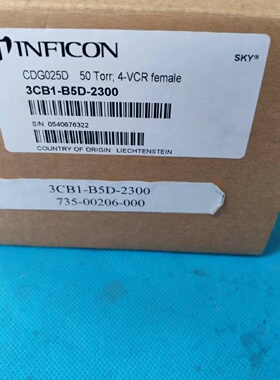 INFICON
SKY®
CDG025D 50 Torr; 4-VCR female
3CB1-B5D-2300
S/N 0540676322
COUNTRY OF ORIGIN LIECHTENSTEIN
3CB1-B5D-2300
735-00206-000